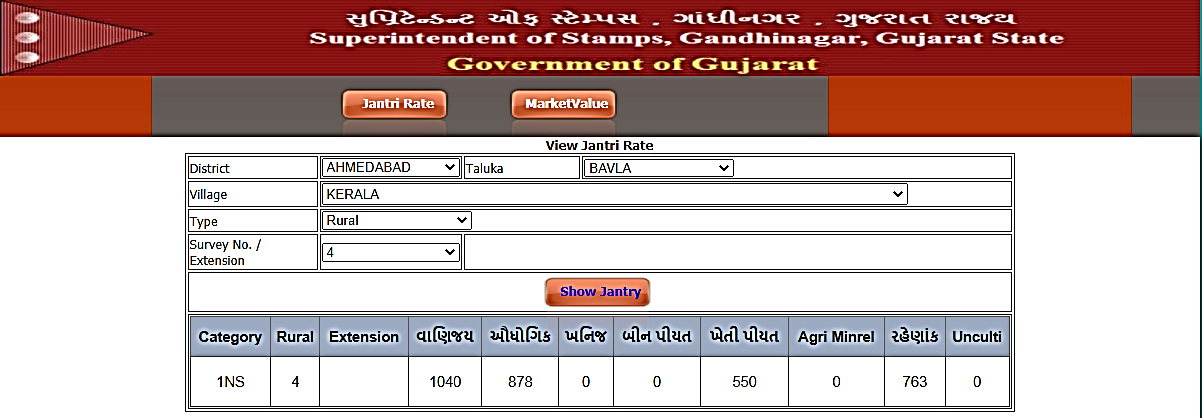 સુપ્રિટેન્ડન્ટ ઓફ સ્ટેમ્પસ , ગાંધીનગર , ગુજરાત રાજય
Superintendent of Stamps, Gandhinagar, Gujarat State
Government of Gujarat
Jantri Rate MarketValue
View Jantri Rate
District AHMEDABAD Taluka BAVLA
Village KERALA
Type Rural
Survey No. /
Extension 4
Show Jantry
Category Rural Extension વાણિજય ઔધોગિક ખનિજ બીન પીયત ખેતી પીયત Agri Minrel રહેણાંક Unculti
1NS 4 1040 878 0 0 550 0 763 0